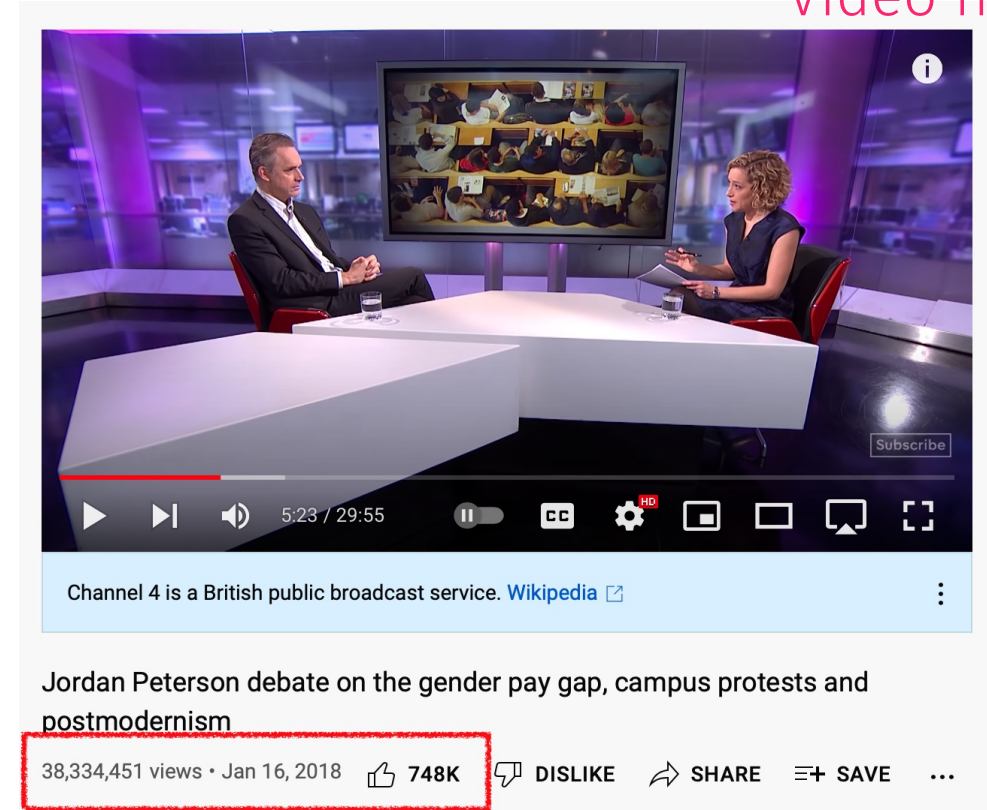 video
HD
Subscribe
5:23 / 29:55
CC
Channel 4 is a British public broadcast service. Wikipedia
Jordan Peterson debate on the gender pay gap, campus protests and
postmodernism
38,334,451 views • Jan 16, 2018 748K DISLIKE SHARE SAVE